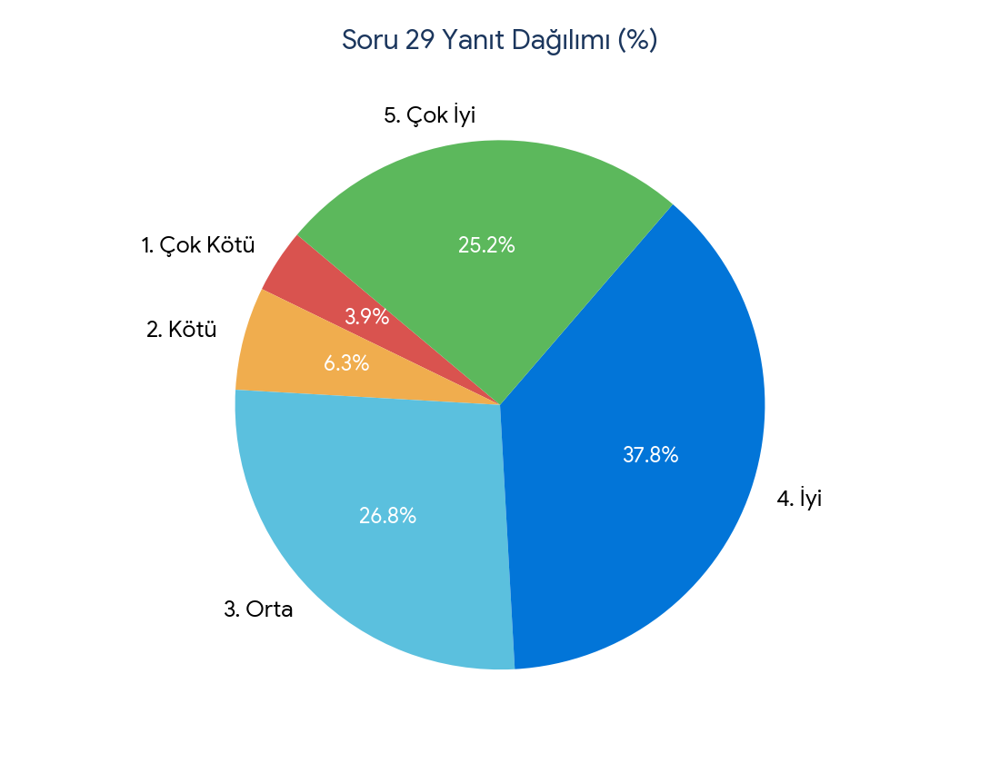 Soru 29 Yanıt Dağılımı (%)
5. Çok İyi
25.2%
1. Çok Kötü
3.9%
2. Kötü
6.3%
37.8%
4. İyi
26.8%
3. Orta